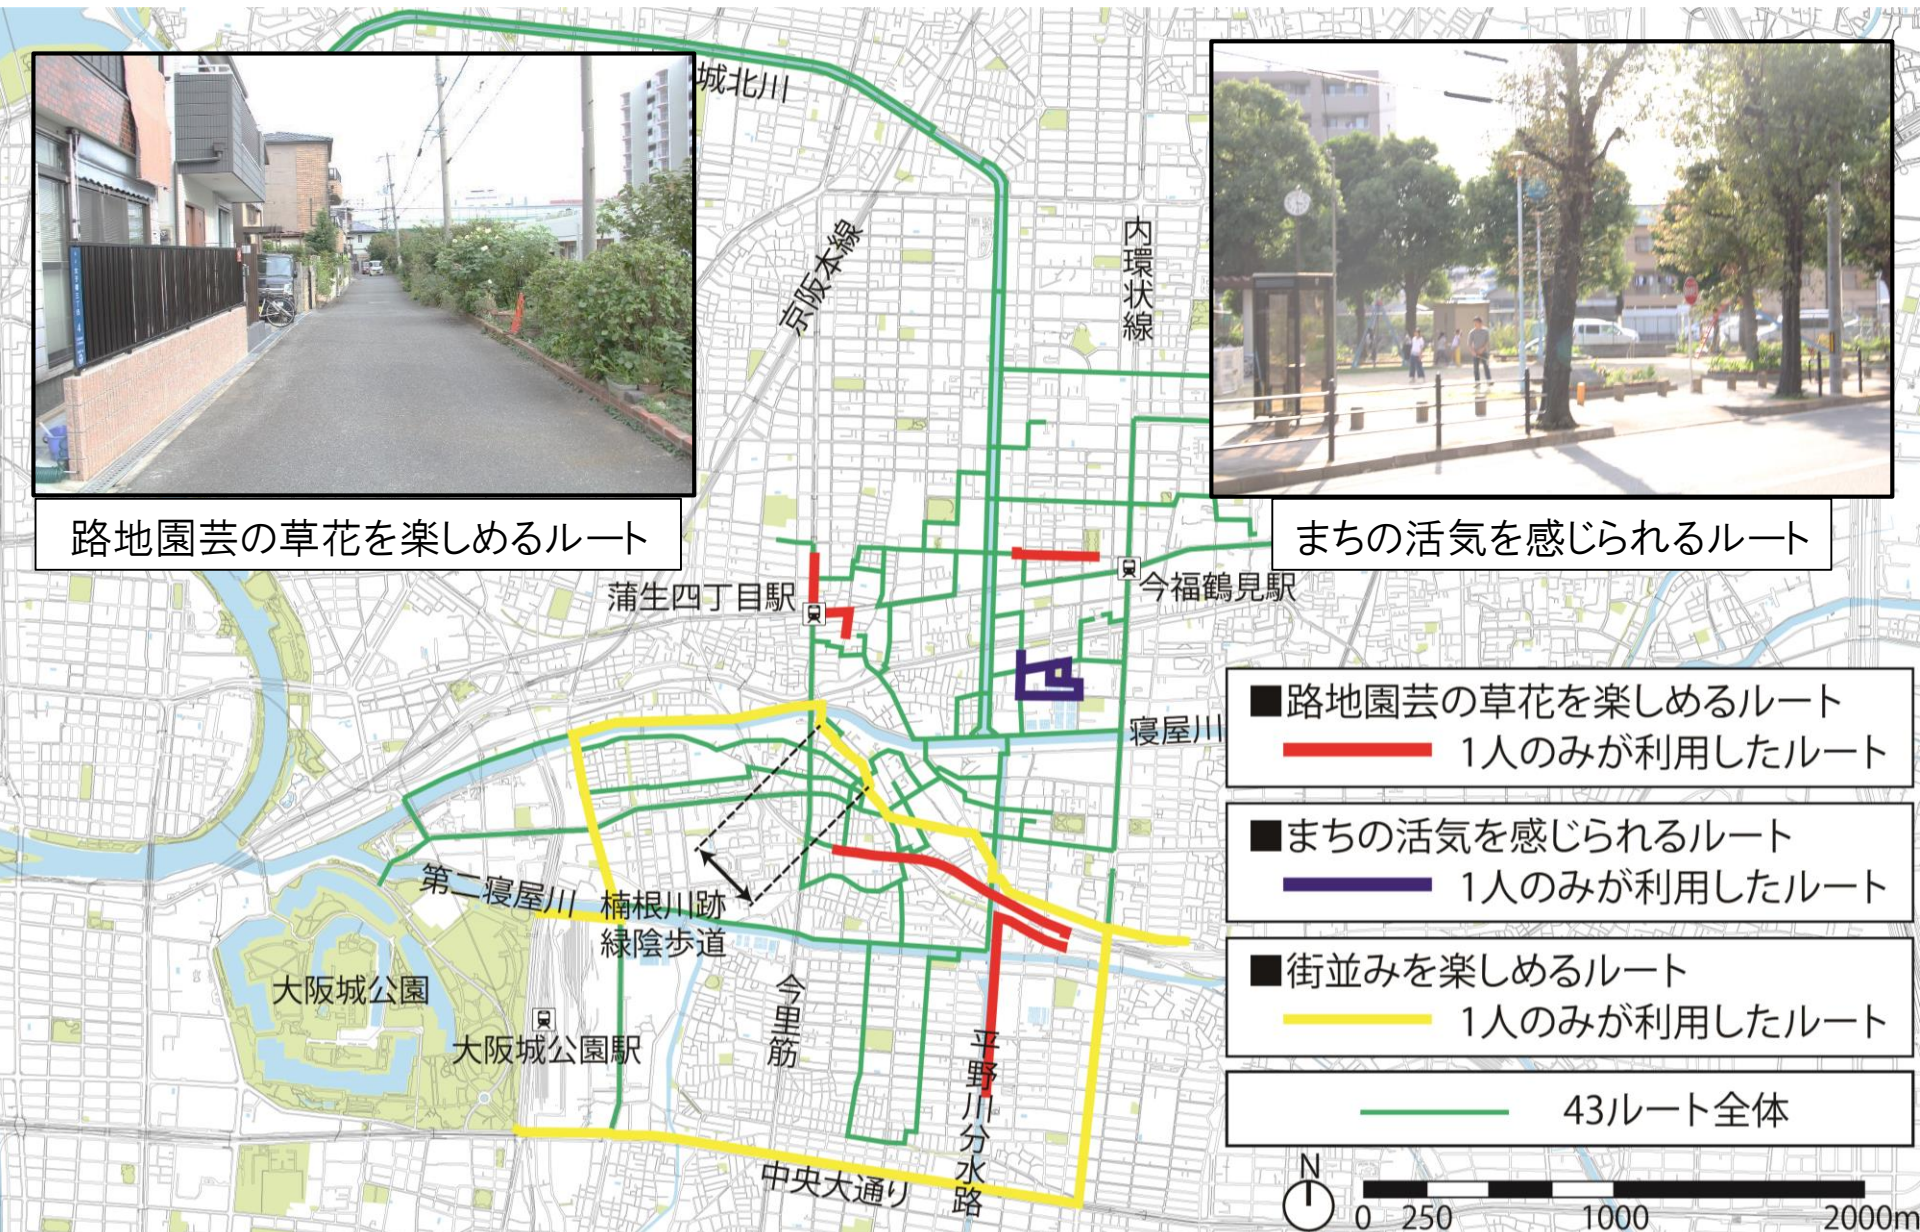 城北川
京阪本線
内環状線
路地園芸の草花を楽しめるルート
まちの活気を感じられるルート
蒲生四丁目駅
今福鶴見駅
寝屋川
第二寝屋川
楠根川跡
緑陰歩道
大阪城公園
大阪城公園駅
今里筋
平野川分水路
中央大通り
■路地園芸の草花を楽しめるルート
1人のみが利用したルート
■まちの活気を感じられるルート
1人のみが利用したルート
■街並みを楽しめるルート
1人のみが利用したルート
43ルート全体
N
0 250 1000 2000m